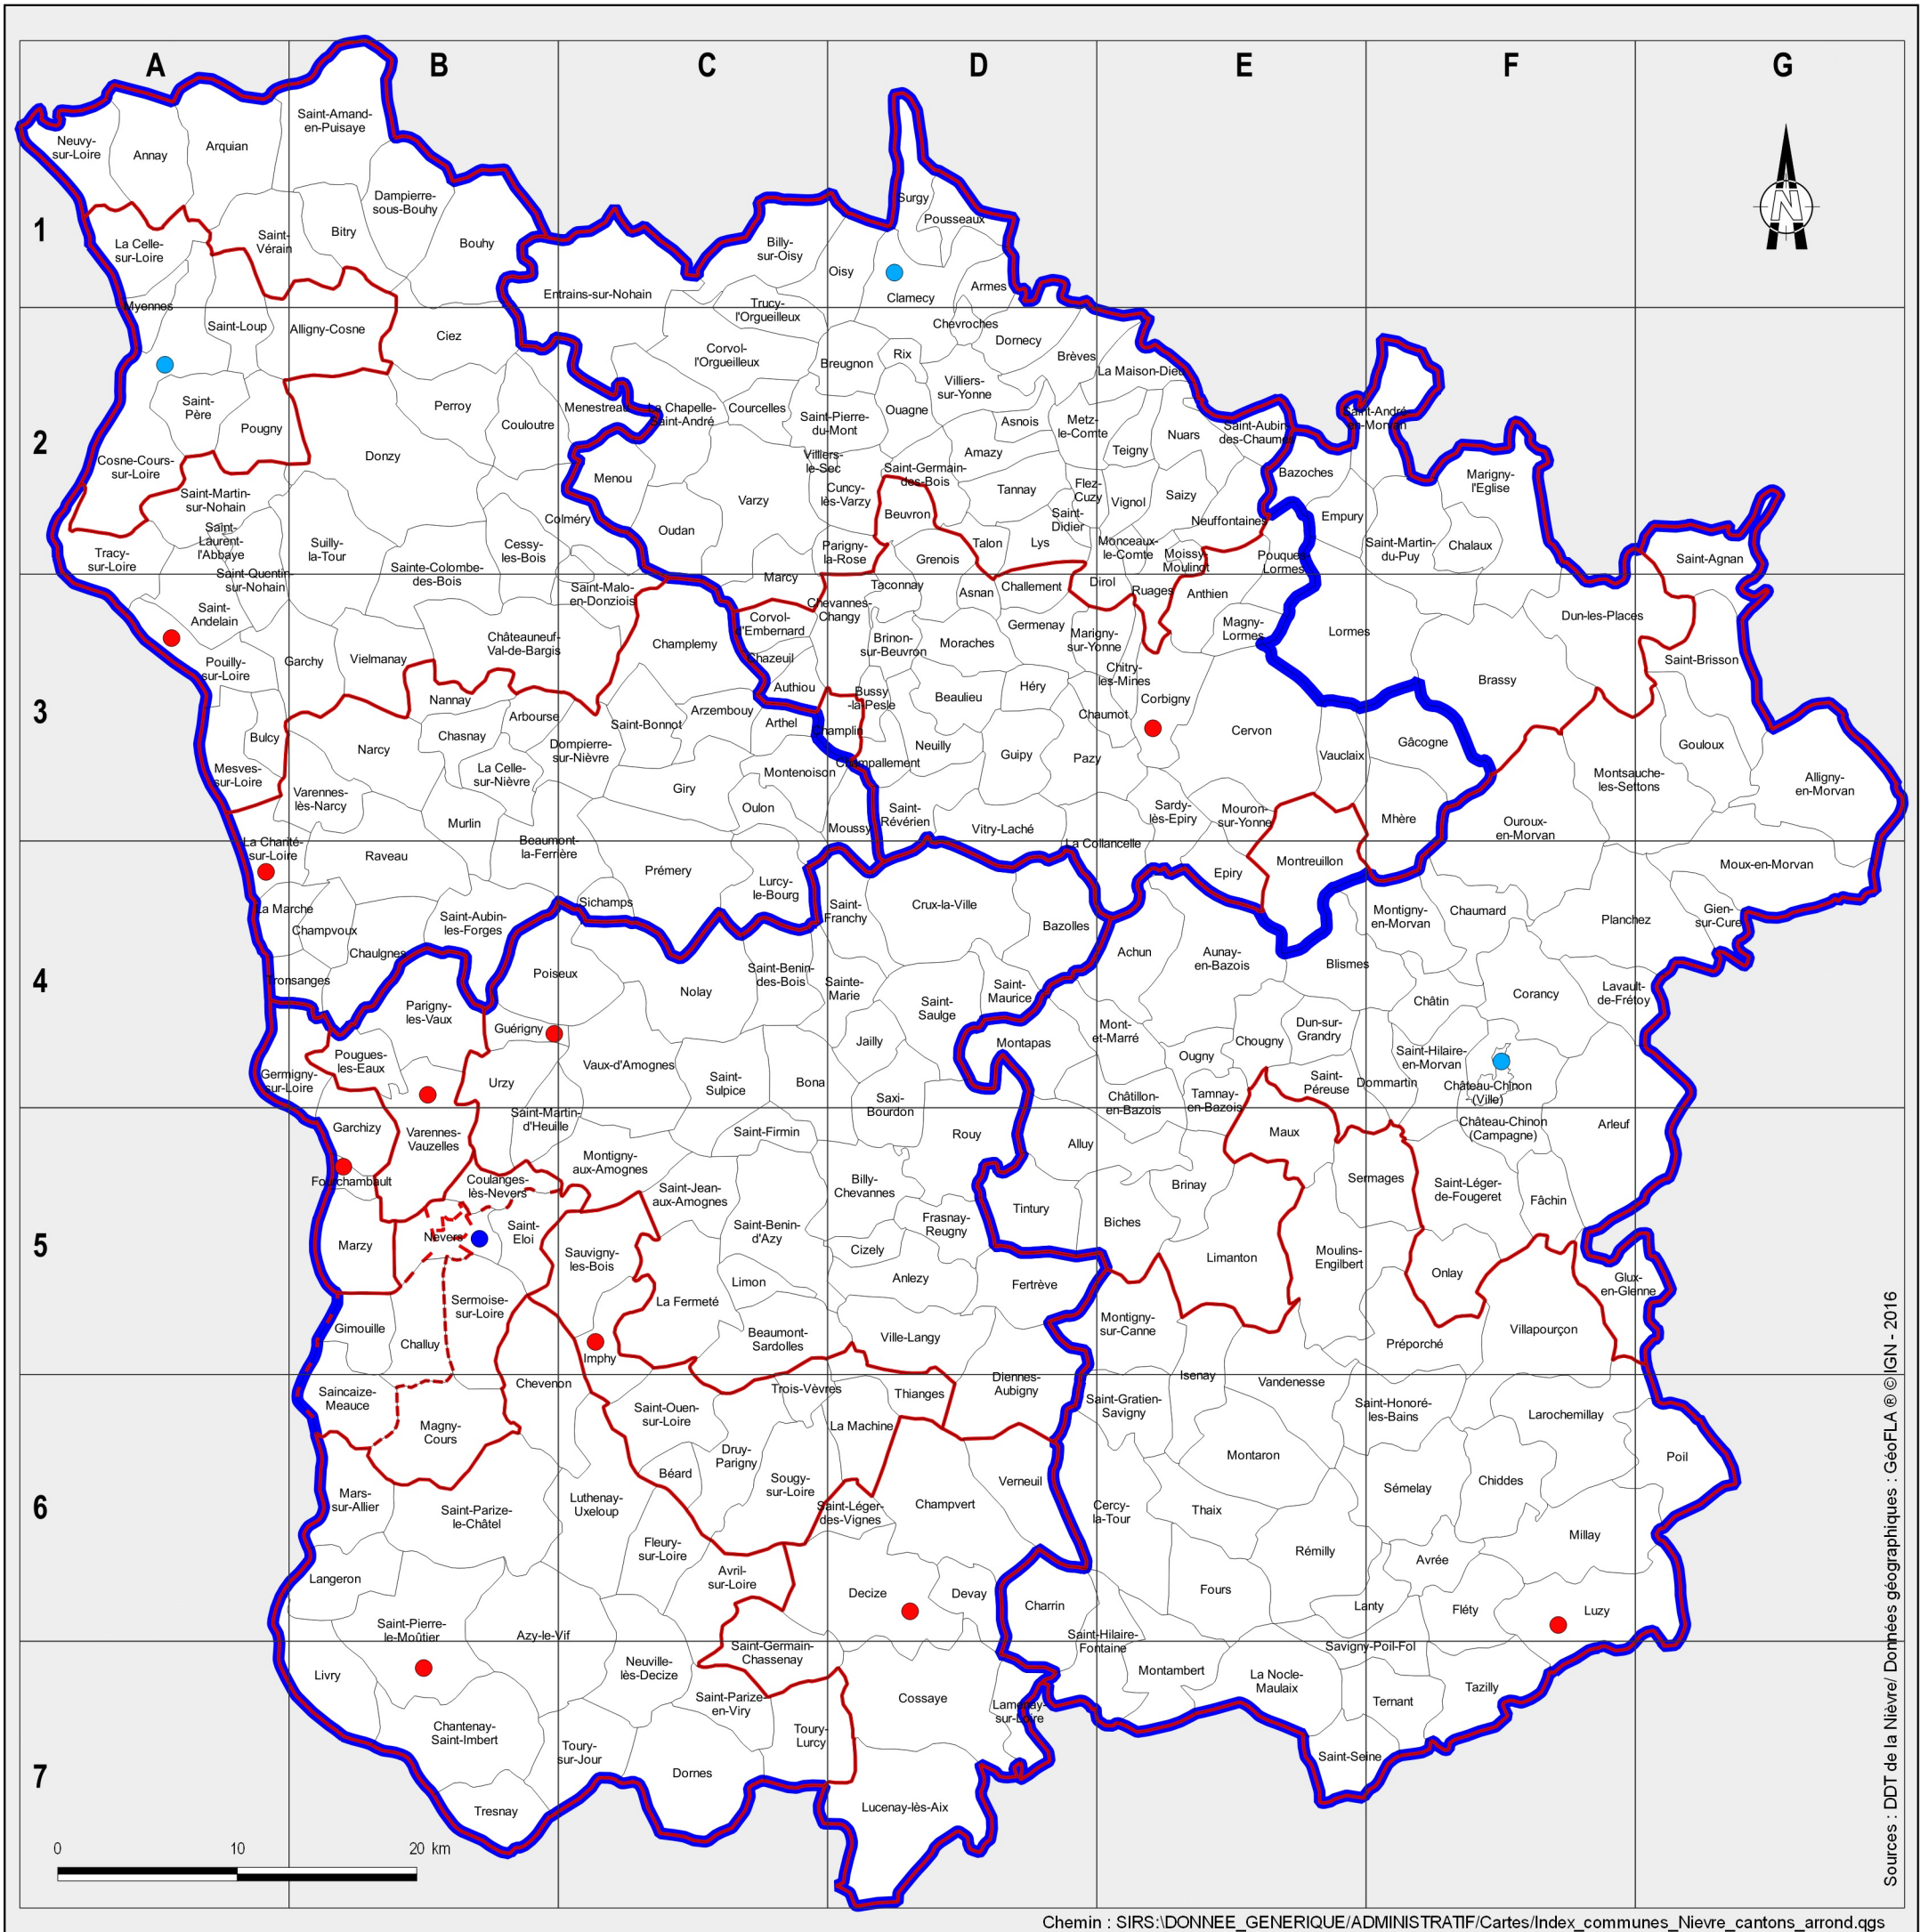 A
B
C
D
E
F
G
1
2
3
4
5
6
7
N
Neuvy-
sur-Loire
Annay
Arquian
Saint-Amand-
en-Puisaye
Dampierre-
sous-Bouhy
Bitry
Saint-
Vérain
Bouhy
La Celle-
sur-Loire
Myennes
Saint-Loup
Alligny-Cosne
Ciez
Entrains-sur-Nohain
Billy-
sur-Oisy
Oisy
Surgy
Pousseaux
Clamecy
Armes
Trucy-
l'Orgueilleux
Corvol-
l'Orgueilleux
Breugnon
Rix
Chevroches
Dornecy
Brèves
La Maison-Dieu
Villiers-
sur-Yonne
Saint-
Père
Pougny
Perroy
Couloutre
Menestreau
La Chapelle-
Saint-André
Courcelles
Saint-Pierre-
du-Mont
Ouagne
Asnois
Metz-
le-Comte
Nuars
Teigny
Saint-Aubin-
des-Chaumes
Saint-André-
en-Morvan
Bazoches
Marigny-
l'Eglise
Cosne-Cours-
sur-Loire
Donzy
Menou
Villiers-
le-Sec
Amazy
Saint-Germain-
des-Bois
Tannay
Flez-
Cuzy
Vignol
Saizy
Saint-Martin-
sur-Nohain
Varzy
Cuncy-
lès-Varzy
Beuvron
Saint-
Didier
Neuffontaines
Empury
Saint-
Laurent-
l'Abbaye
Colméry
Oudan
Talon
Lys
Monceaux-
le-Comte
Moissy-
Moulinot
Pouques-
Lormes
Saint-Martin-
du-Puy
Chalaux
Saint-Agnan
Tracy-
sur-Loire
Suilly-
la-Tour
Cessy-
les-Bois
Parigny-
la-Rose
Grenois
Sainte-Colombe-
des-Bois
Saint-Quentin-
sur-Nohain
Saint-Malo-
en-Donziois
Marcy
Taconnay
Asnan
Challement
Dirol
Ruages
Anthien
Saint-
Andelain
Corvol-
d'Embernard
Chevannes-
Changy
Germenay
Marigny-
sur-Yonne
Magny-
Lormes
Lormes
Dun-les-Places
Châteauneuf-
Val-de-Bargis
Champlemy
Brinon-
sur-Beuvron
Moraches
Pouilly-
sur-Loire
Garchy
Vielmanay
Chazeuil
Chitry-
les-Mines
Saint-Brisson
Authiou
Bussy
-la-Pesle
Beaulieu
Héry
Corbigny
Brassy
Nannay
Arbourse
Saint-Bonnot
Arzembouy
Arthel
Champlin
Chaumot
Cervon
Bulcy
Narcy
Chasnay
Dompierre-
sur-Nièvre
Neuilly
Guipy
Pazy
Vauclaix
Gâcogne
Gouloux
Mesves-
sur-Loire
La Celle-
sur-Nièvre
Montenoison
Champallement
Montsauche-
les-Settons
Alligny-
en-Morvan
Varennes-
lès-Narcy
Giry
Oulon
Saint-
Révérien
Sardy-
lès-Epiry
Mouron-
sur-Yonne
Mhère
Murlin
Moussy
Vitry-Laché
Ouroux-
en-Morvan
La Charité-
sur-Loire
Raveau
Beaumont-
la-Ferrière
La Collancelle
Prémery
Lurcy-
le-Bourg
Epiry
Montreuillon
Moux-en-Morvan
La Marche
Champvoux
Saint-Aubin-
les-Forges
Sichamps
Saint-
Franchy
Crux-la-Ville
Bazolles
Montigny-
en-Morvan
Chaumard
Planchez
Gien-
sur-Cure
Chaulgnes
Achun
Aunay-
en-Bazois
Blismes
Tronsanges
Poiseux
Saint-Benin-
des-Bois
Nolay
Sainte-
Marie
Saint-
Maurice
Châtin
Corancy
Lavault-
de-Frétoy
Parigny-
les-Vaux
Guérigny
Saint-
Saulge
Mont-
et-Marré
Dun-sur-
Grandry
Pougues-
les-Eaux
Jailly
Montapas
Ougny
Chougny
Saint-Hilaire-
en-Morvan
Germigny-
sur-Loire
Urzy
Vaux-d'Amognes
Saint-
Sulpice
Bona
Saint-
Péreuse
Dommartin
Château-Chinon
(Ville)
Châtillon-
en-Bazois
Tamnay-
en-Bazois
Saxi-
Bourdon
Garchizy
Varennes-
Vauzelles
Saint-Martin-
d'Heuille
Saint-Firmin
Rouy
Alluy
Maux
Château-Chinon
(Campagne)
Arleuf
Montigny-
aux-Amognes
Fourchambault
Coulanges-
lès-Nevers
Saint-Jean-
aux-Amognes
Billy-
Chevannes
Brinay
Sermages
Saint-Léger-
de-Fougeret
Fâchin
Tintury
Biches
Marzy
Nevers
Saint-
Eloi
Sauvigny-
les-Bois
Saint-Benin-
d'Azy
Frasnay-
Reugny
Cizely
Limanton
Moulins-
Engilbert
Onlay
Limon
Anlezy
Fertrève
Glux-
en-Glenne
Sermoise-
sur-Loire
La Fermeté
Gimouille
Challuy
Beaumont-
Sardolles
Ville-Langy
Montigny-
sur-Canne
Préporché
Villapourçon
Imphy
Saincaize-
Meauce
Chevenon
Trois-Vèvres
Thianges
Diennes-
Aubigny
Isenay
Vandenesse
Saint-Gratien-
Savigny
Saint-Honoré-
les-Bains
Larochemillay
Magny-
Cours
Saint-Ouen-
sur-Loire
La Machine
Druy-
Parigny
Montaron
Poil
Béard
Sougy-
sur-Loire
Verneuil
Sémelay
Chiddes
Mars-
sur-Allier
Saint-Parize-
le-Châtel
Luthenay-
Uxeloup
Saint-Léger-
des-Vignes
Champvert
Cercy-
la-Tour
Thaix
Millay
Fleury-
sur-Loire
Rémilly
Avrée
Langeron
Avril-
sur-Loire
Decize
Devay
Charrin
Fours
Lanty
Fléty
Luzy
Saint-Pierre-
le-Moûtier
Azy-le-Vif
Saint-Germain-
Chassenay
Saint-Hilaire-
Fontaine
Savigny-Poil-Fol
Livry
Neuville-
lès-Decize
Montambert
La Nocle-
Maulaix
Ternant
Tazilly
Saint-Parize-
en-Viry
Cossaye
Lamenay-
sur-Loire
Chantenay-
Saint-Imbert
Toury-
sur-Jour
Toury-
Lurcy
Saint-Seine
Dornes
Tresnay
Lucenay-lès-Aix
0 10 20 km
Sources : DDT de la Nièvre/ Données géographiques : GéoFLA ® © IGN - 2016
Chemin : SIRS:\DONNEE_GENERIQUE/ADMINISTRATIF/Cartes/Index_communes_Nievre_cantons_arrond.qgs